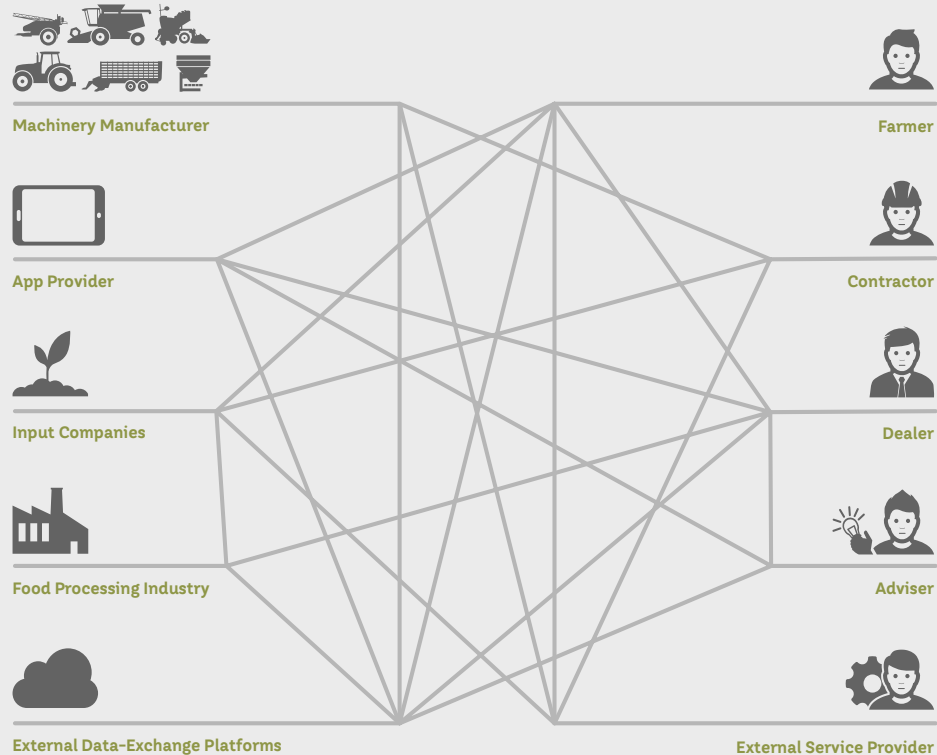 Machinery Manufacturer
Farmer
App Provider
Contractor
Input Companies
Dealer
Food Processing Industry
Adviser
External Data-Exchange Platforms
External Service Provider